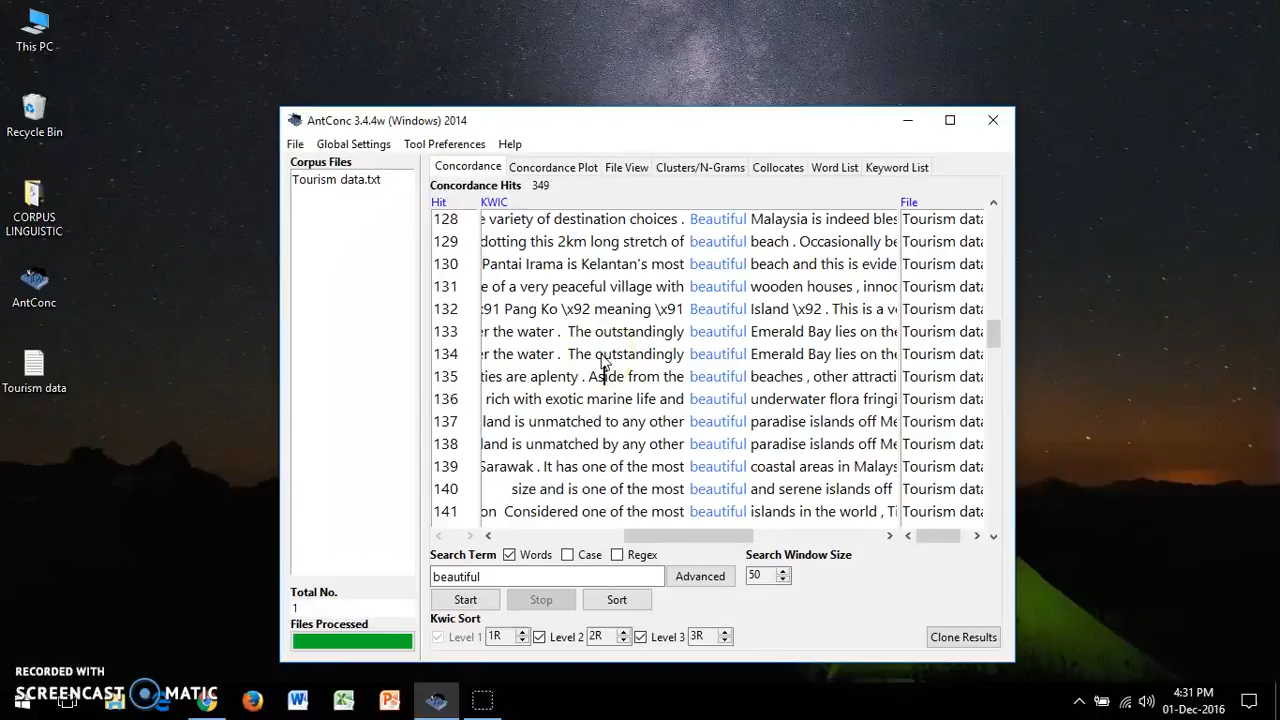 This PC
Recycle Bin
CORPUS
LINGUISTIC
AntConc
Tourism data
AntConc 3.4.4w (Windows) 2014
File Global Settings Tool Preferences Help
Corpus Files
Tourism data.txt
Total No.
1
Files Processed
Concordance Concordance Plot File View Clusters/N-Grams Collocates Word List Keyword List
Concordance Hits 349
Hit KWIC File
128 e variety of destination choices . Beautiful Malaysia is indeed bles Tourism data
129 dotting this 2km long stretch of beautiful beach . Occasionally be Tourism data
130 Pantai Irama is Kelantan's most beautiful beach and this is evide Tourism data
131 e of a very peaceful village with beautiful wooden houses , innoc Tourism data
132 x91 Pang Ko \x92 meaning \x91 Beautiful Island \x92 . This is a v Tourism data
133 er the water . The outstandingly beautiful Emerald Bay lies on the Tourism data
134 er the water . The outstandingly beautiful Emerald Bay lies on the Tourism data
135 ties are aplenty . Aside from the beautiful beaches , other attracti Tourism data
136 rich with exotic marine life and beautiful underwater flora fringi Tourism data
137 land is unmatched to any other beautiful paradise islands off Me Tourism data
138 land is unmatched by any other beautiful paradise islands off Me Tourism data
139 Sarawak . It has one of the most beautiful coastal areas in Malays Tourism data
140 size and is one of the most beautiful and serene islands off Tourism data
141 on Considered one of the most beautiful islands in the world , Ti Tourism data
Search Term Words Case Regex Search Window Size
beautiful Advanced 50
Start Stop Sort
Kwic Sort
Level 1 1R Level 2 2R Level 3 3R Clone Results
RECORDED WITH
SCREENCAST MATIC
4:31 PM
01-Dec-2016